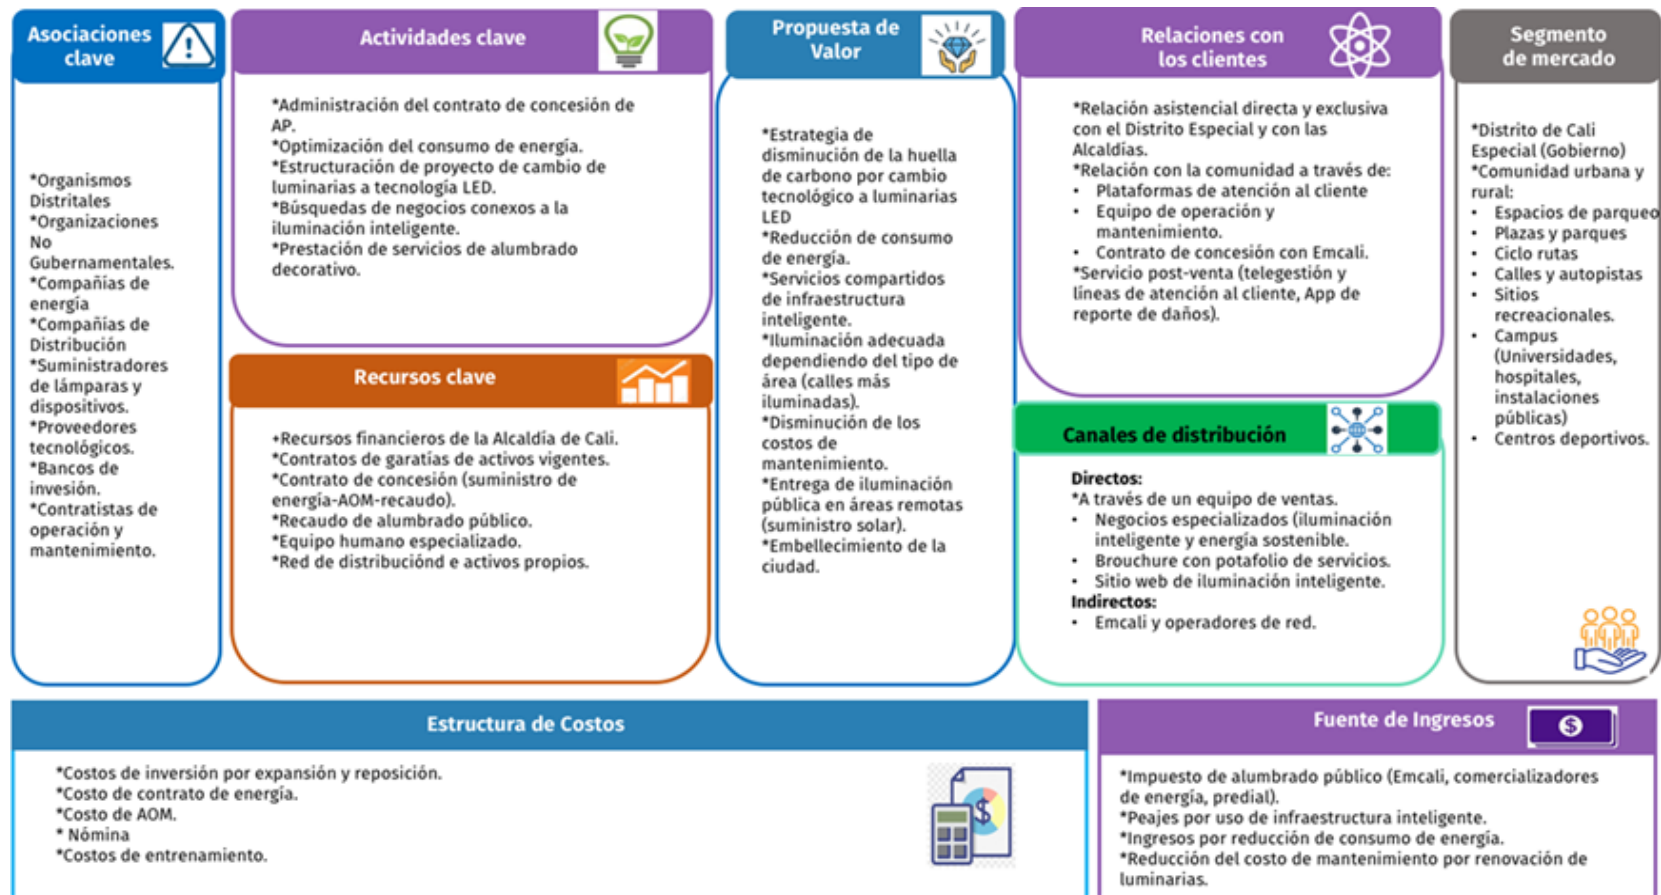 Asociaciones
clave
*Organismos
Distritales
*Organizaciones
No
Gubernamentales.
*Compañías de
energía
*Compañías de
Distribución
*Suministradores
de lámparas y
dispositivos.
*Proveedores
tecnológicos.
*Bancos de
invesión.
*Contratistas de
operación y
mantenimiento.
Actividades clave
*Administración del contrato de concesión de
AP.
*Optimización del consumo de energía.
*Estructuración de proyecto de cambio de
luminarias a tecnología LED.
*Búsquedas de negocios conexos a la
iluminación inteligente.
*Prestación de servicios de alumbrado
decorativo.
Recursos clave
+Recursos financieros de la Alcaldía de Cali.
*Contratos de garatías de activos vigentes.
*Contrato de concesión (suministro de
energía-AOM-recaudo).
*Recaudo de alumbrado público.
*Equipo humano especializado.
*Red de distribuciónd e activos propios.
Propuesta de
Valor
*Estrategia de
disminución de la huella
de carbono por cambio
tecnológico a luminarias
LED
*Reducción de consumo
de energía.
*Servicios compartidos
de infraestructura
inteligente.
*Iluminación adecuada
dependiendo del tipo de
área (calles más
iluminadas).
*Disminución de los
costos de
mantenimiento.
*Entrega de iluminación
pública en áreas remotas
(suministro solar).
*Embellecimiento de la
ciudad.
Relaciones con
los clientes
*Relación asistencial directa y exclusiva
con el Distrito Especial y con las
Alcaldías.
*Relación con la comunidad a través de:
• Plataformas de atención al cliente
• Equipo de operación y
mantenimiento.
• Contrato de concesión con Emcali.
*Servicio post-venta (telegestión y
líneas de atención al cliente, App de
reporte de daños).
Canales de distribución
Directos:
*A través de un equipo de ventas.
• Negocios especializados (iluminación
inteligente y energía sostenible.
• Brouchure con potafolio de servicios.
• Sitio web de iluminación inteligente.
Indirectos:
• Emcali y operadores de red.
Segmento
de mercado
*Distrito de Cali
Especial (Gobierno)
*Comunidad urbana y
rural:
• Espacios de parqueo
• Plazas y parques
• Ciclo rutas
• Calles y autopistas
• Sitios
recreacionales.
• Campus
(Universidades,
hospitales,
instalaciones
públicas)
• Centros deportivos.
Estructura de Costos
*Costos de inversión por expansión y reposición.
*Costo de contrato de energía.
*Costo de AOM.
* Nómina
*Costos de entrenamiento.
$
Fuente de Ingresos
$
*Impuesto de alumbrado público (Emcali, comercializadores
de energía, predial).
*Peajes por uso de infraestructura inteligente.
*Ingresos por reducción de consumo de energía.
*Reducción del costo de mantenimiento por renovación de
luminarias.